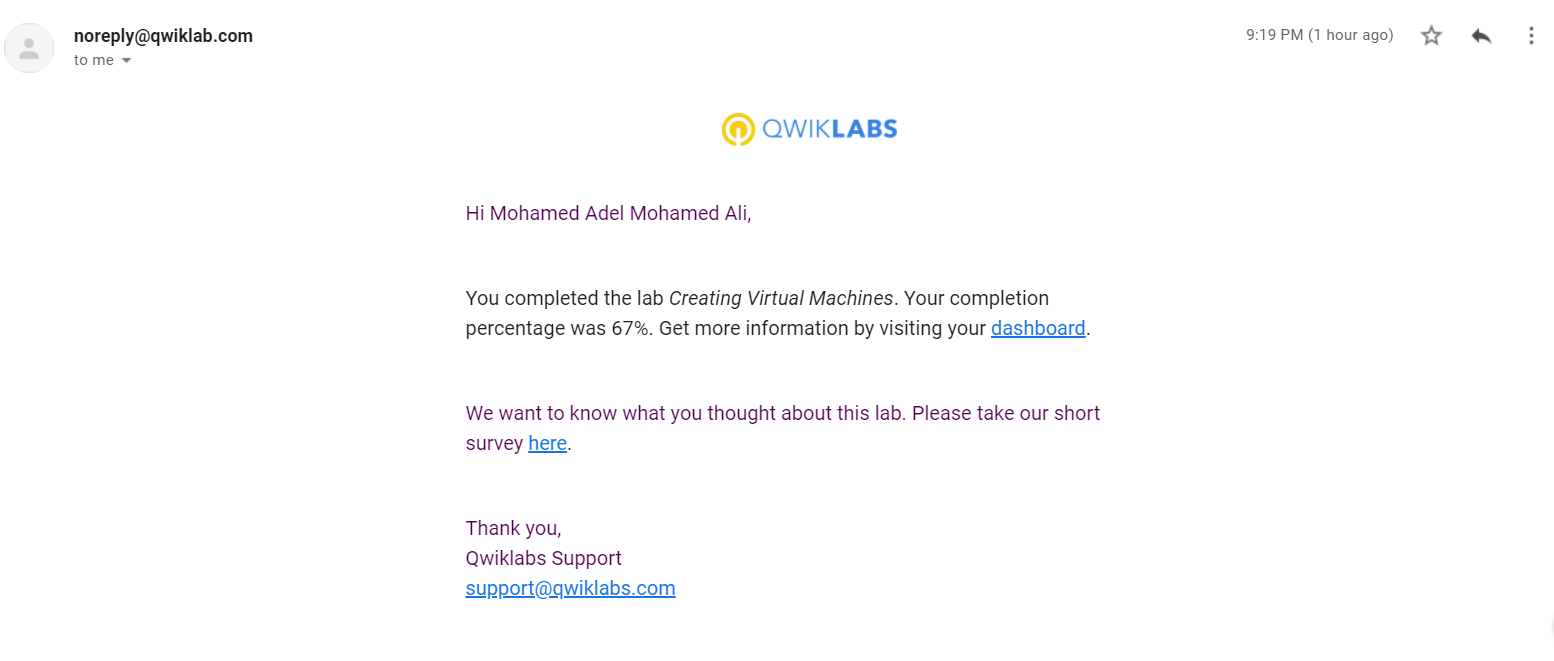 noreply@qwiklab.com
9:19 PM (1 hour ago)
to me
QWIKLABS
Hi Mohamed Adel Mohamed Ali,
You completed the lab Creating Virtual Machines. Your completion
percentage was 67%. Get more information by visiting your dashboard.
We want to know what you thought about this lab. Please take our short
survey here.
Thank you,
Qwiklabs Support
support@qwiklabs.com